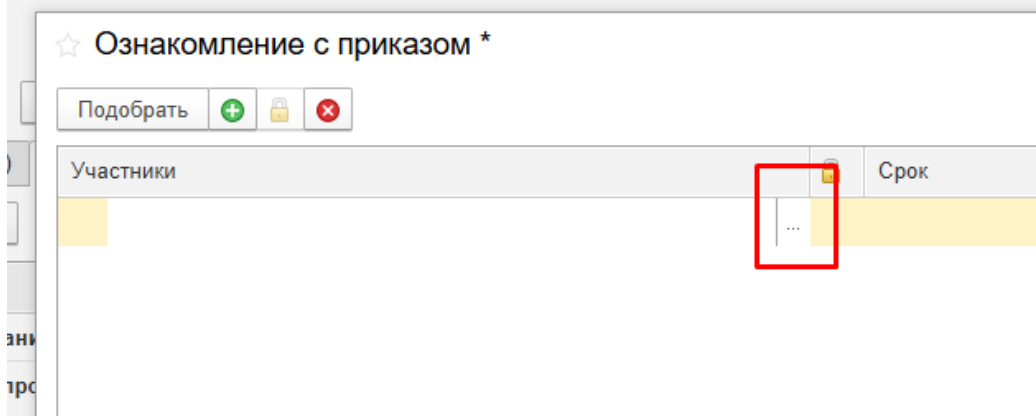 Ознакомление с приказом *
Подобрать
)
Участники
Срок
...